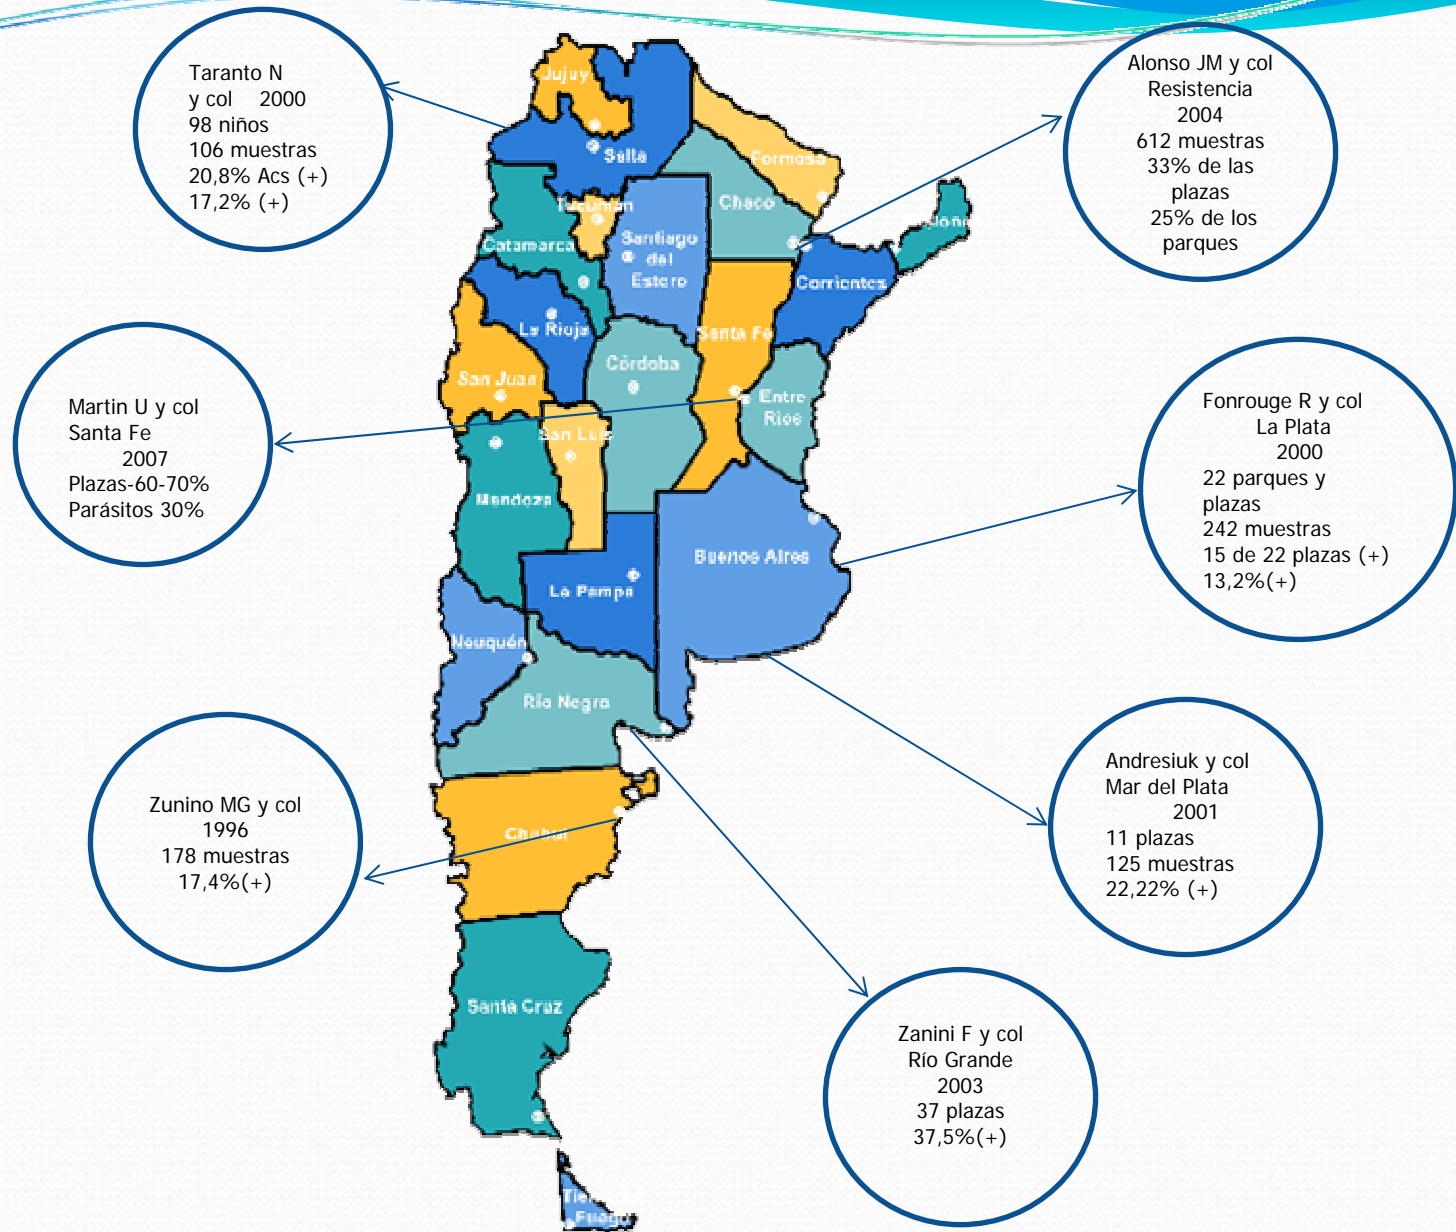 Taranto N
y col 2000
98 niños
106 muestras
20,8% Acs (+)
17,2% (+)
Alonso JM y col
Resistencia
2004
612 muestras
33% de las
plazas
25% de los
parques
Martin U y col
Santa Fe
2007
Plazas-60-70%
Parásitos 30%
Fonrouge R y col
La Plata
2000
22 parques y
plazas
242 muestras
15 de 22 plazas (+)
13,2%(+)
Zunino MG y col
1996
178 muestras
17,4%(+)
Andresiuk y col
Mar del Plata
2001
11 plazas
125 muestras
22,22% (+)
Zanini F y col
Río Grande
2003
37 plazas
37,5%(+)
Jujuy
Salta
Formosa
Chaco
Tucumán
Catamarca
Santiago
del
Estero
Corrientes
La Rioja
Santa Fe
Córdoba
San Juan
Entre
Ríos
San Luis
Mendoza
Buenos Aires
La Pampa
Neuquén
Río Negro
Chubut
Santa Cruz
Fuego